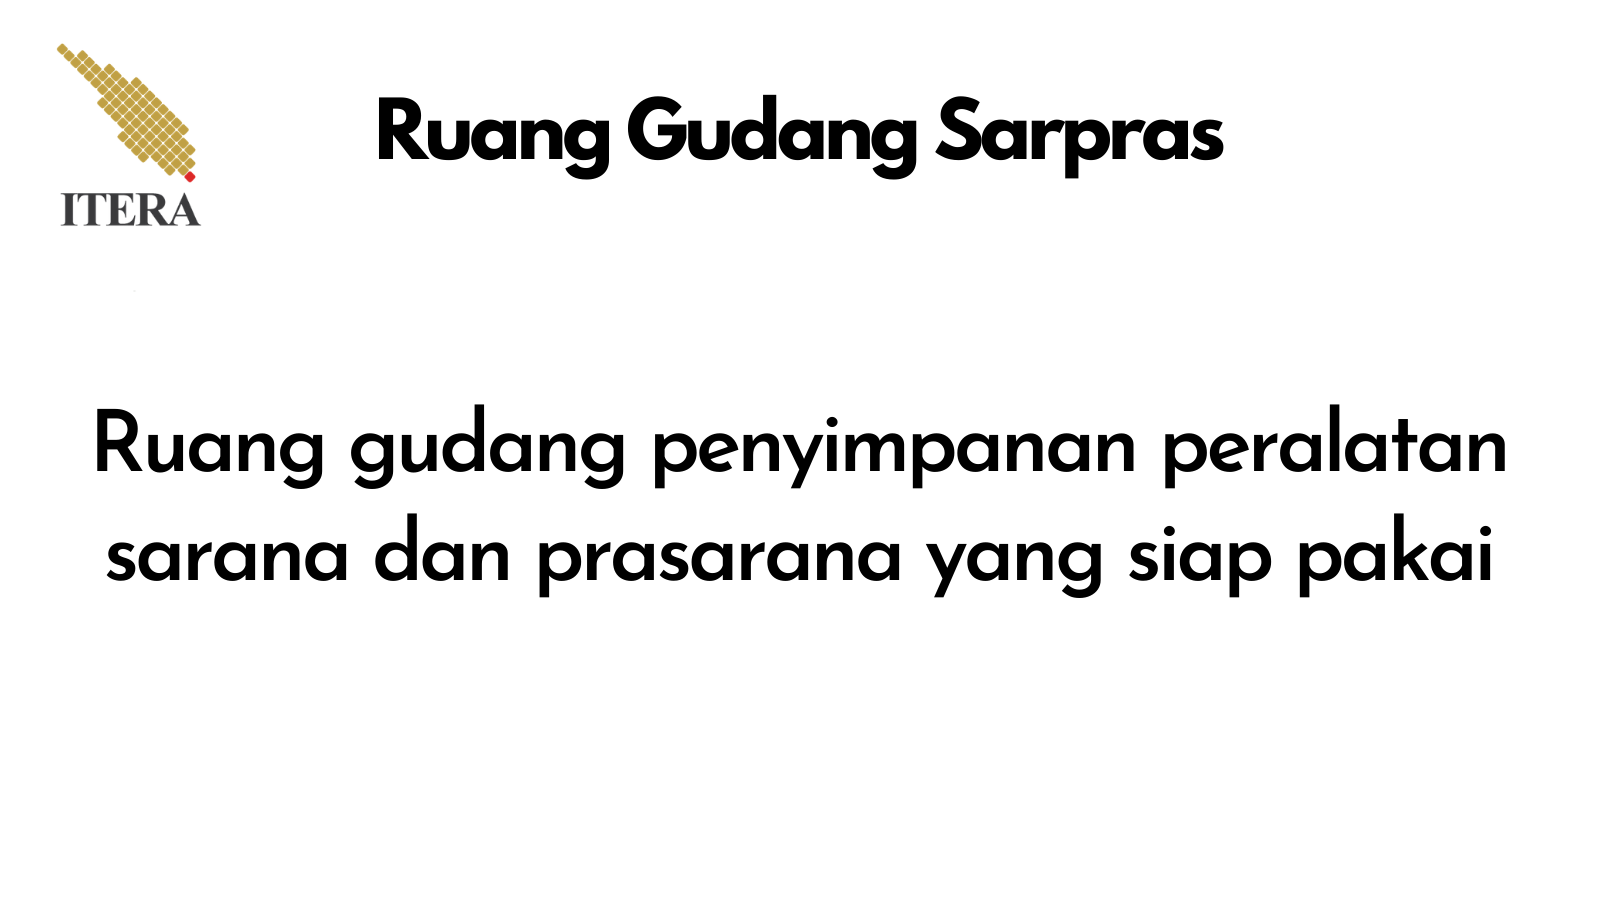 ITERA
Ruang Gudang Sarpras
Ruang gudang penyimpanan peralatan
sarana dan prasarana yang siap pakai